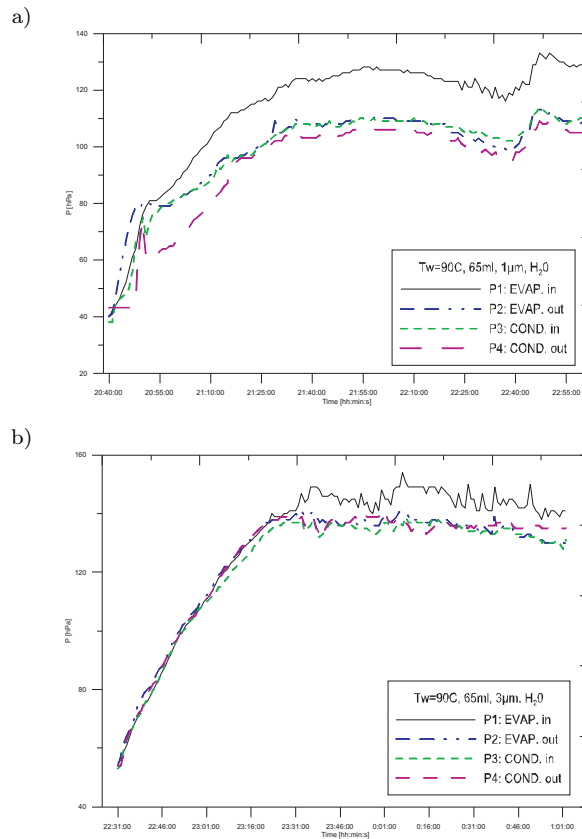 a)
140
120
100
80
60
40
20
P [hPa]
Tw=90C, 65ml, 1μm, H₂0
P1: EVAP. in
P2: EVAP. out
P3: COND. in
P4: COND. out
20:40:00 20:55:00 21:10:00 21:25:00 21:40:00 21:55:00 22:10:00 22:25:00 22:40:00 22:55:00
Time [hh:min:s]
b)
160
120
80
40
P [hPa]
Tw=90C, 65ml, 3μm, H₂0
P1: EVAP. in
P2: EVAP. out
P3: COND. in
P4: COND. out
22:31:00 22:46:00 23:01:00 23:16:00 23:31:00 23:46:00 0:01:00 0:16:00 0:31:00 0:46:00 1:01:00
Time [hh:min:s]